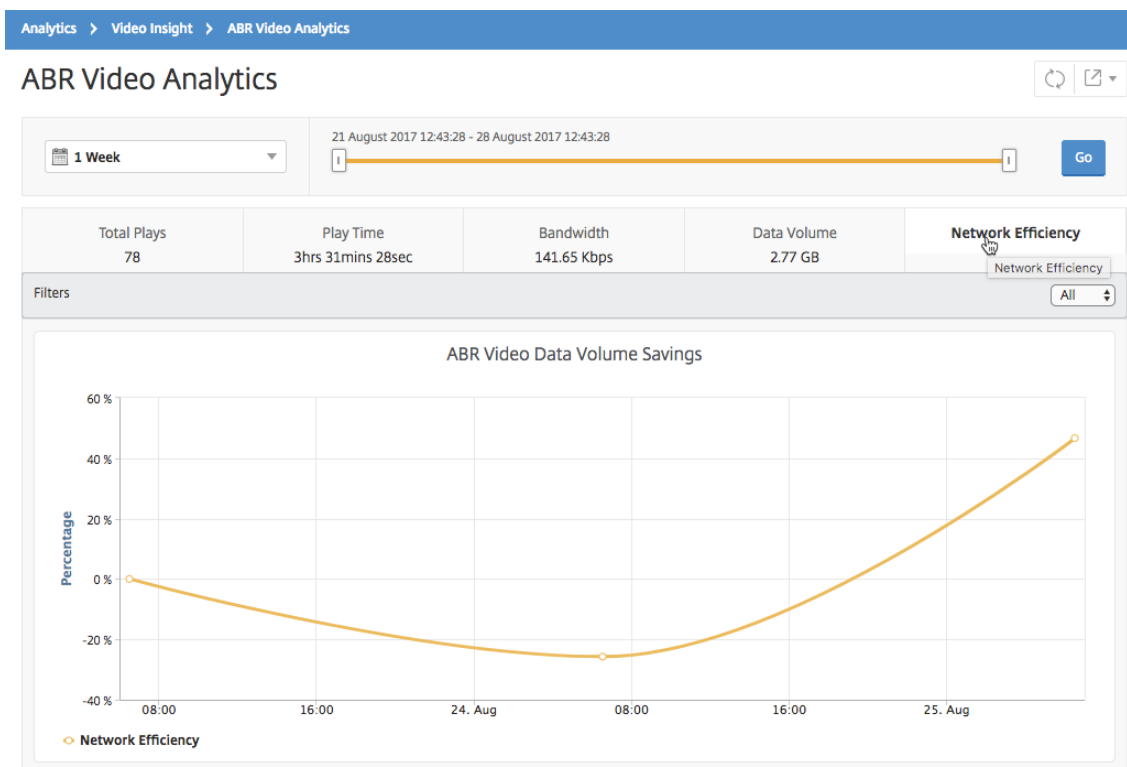 Analytics > Video Insight > ABR Video Analytics
ABR Video Analytics
1 Week
21 August 2017 12:43:28 - 28 August 2017 12:43:28
Go
Total Plays
78
Play Time
3hrs 31mins 28sec
Bandwidth
141.65 Kbps
Data Volume
2.77 GB
Network Efficiency
Network Efficiency
Filters
All
ABR Video Data Volume Savings
60 %
40 %
20 %
0 %
-20 %
-40 %
Percentage
08:00
16:00
24. Aug
08:00
16:00
25. Aug
Network Efficiency